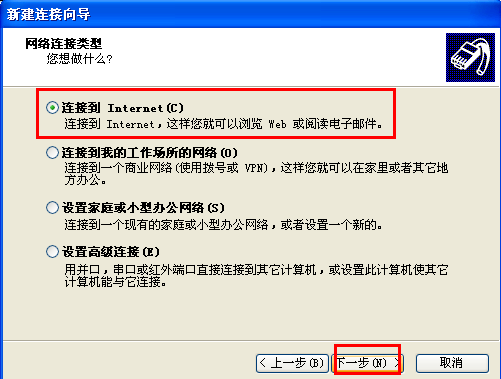 新建连接向导
网络连接类型
您想做什么?
连接到 Internet(C)
连接到 Internet，这样您就可以浏览 Web 或阅读电子邮件。
连接到我的工作场所的网络(O)
连接到一个商业网络(使用拨号或 VPN)，这样您就可以在家里或者其它地
方办公。
设置家庭或小型办公网络(S)
连接到一个现有的家庭或小型办公网络，或者设置一个新的。
设置高级连接(E)
用并口，串口或红外端口直接连接到其它计算机，或设置此计算机使其它
计算机能与它连接。
< 上一步(B) 下一步(N) > 取消